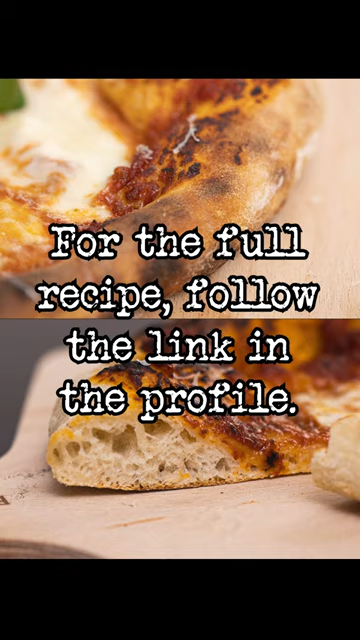 For the full
recipe, follow
the link in
the profile.